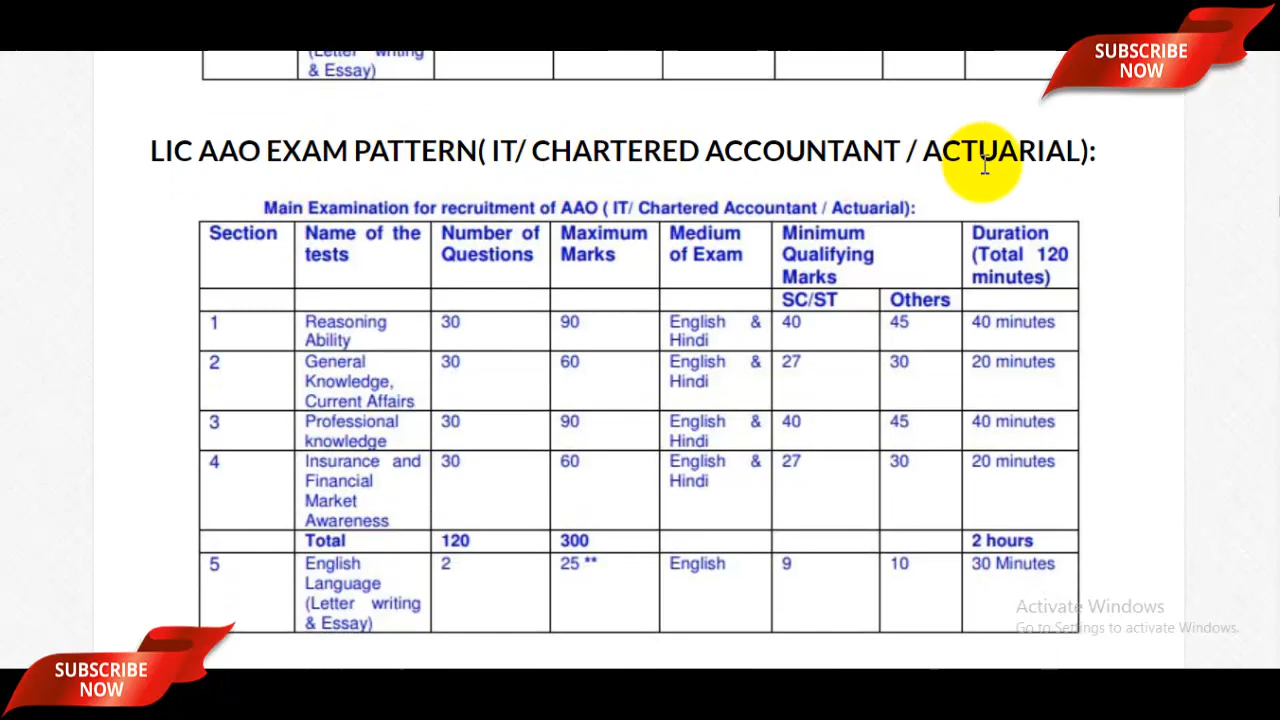 (Letter writing
& Essay)
SUBSCRIBE
NOW
LIC AAO EXAM PATTERN( IT/ CHARTERED ACCOUNTANT / ACTUARIAL):
Main Examination for recruitment of AAO ( IT/ Chartered Accountant / Actuarial):
Section Name of the tests Number of Questions Maximum Marks Medium of Exam Minimum Qualifying Marks Duration (Total 120 minutes)
SC/ST Others
1 Reasoning Ability 30 90 English & Hindi 40 45 40 minutes
2 General Knowledge, Current Affairs 30 60 English & Hindi 27 30 20 minutes
3 Professional knowledge 30 90 English & Hindi 40 45 40 minutes
4 Insurance and Financial Market Awareness 30 60 English & Hindi 27 30 20 minutes
Total 120 300 2 hours
5 English Language (Letter writing & Essay) 2 25 ** English 9 10 30 Minutes
Activate Windows
Go to Settings to activate Windows.
SUBSCRIBE
NOW